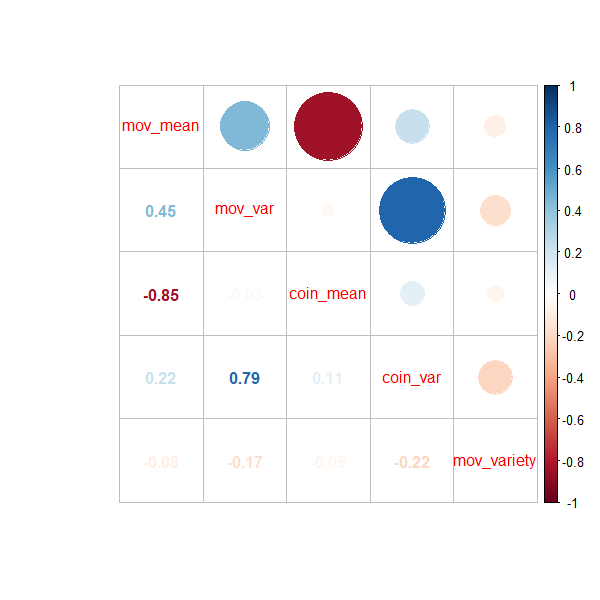 mov_mean
0.45 mov_var
-0.85 -0.03 coin_mean
0.22 0.79 0.11 coin_var
-0.08 -0.17 -0.05 -0.22 mov_variety
1
0.8
0.6
0.4
0.2
0
-0.2
-0.4
-0.6
-0.8
-1